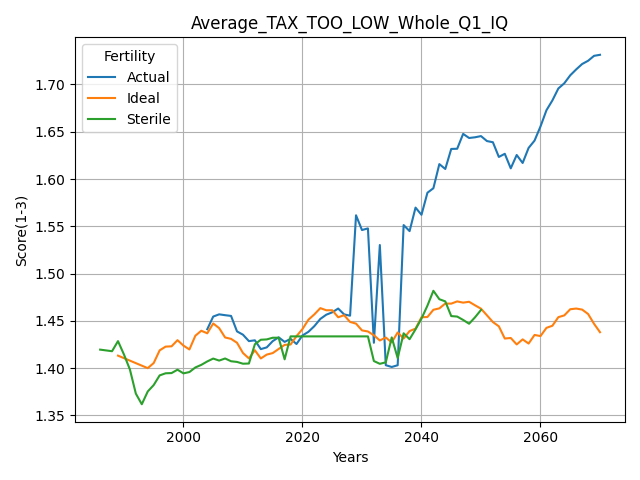 Average_TAX_TOO_LOW_Whole_Q1_IQ
Fertility
Actual
Ideal
Sterile
Score(1-3)
1.70
1.65
1.60
1.55
1.50
1.45
1.40
1.35
2000
2020
2040
2060
Years